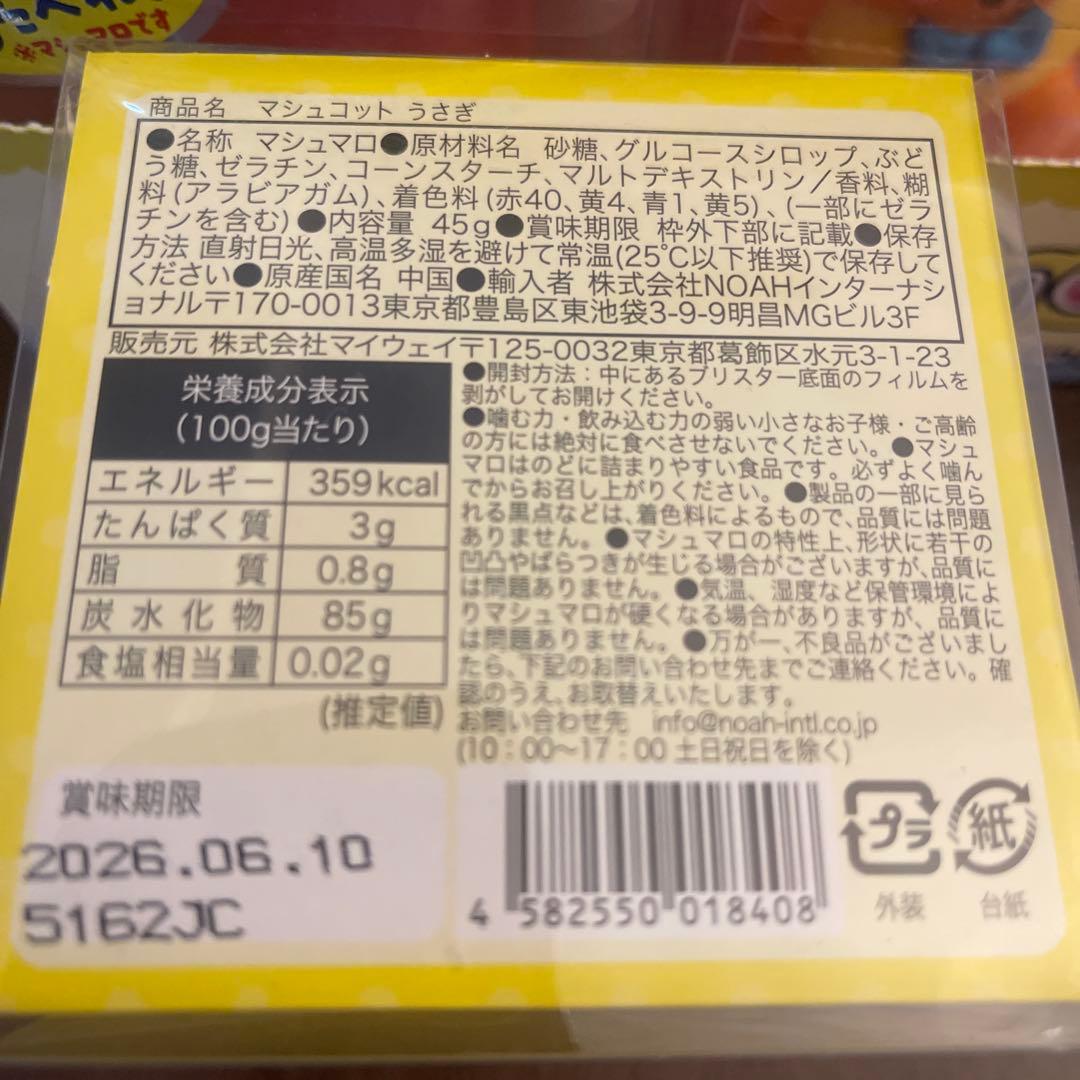 ※マシュマロです
商品名　マシュコット うさぎ
●名称　マシュマロ●原材料名　砂糖、グルコースシロップ、ぶど
う糖、ゼラチン、コーンスターチ、マルトデキストリン／香料、糊
料(アラビアガム)、着色料(赤40、黄4、青1、黄5)、(一部にゼラ
チンを含む)●内容量 45g●賞味期限 枠外下部に記載●保存
方法 直射日光、高温多湿を避けて常温(25℃以下推奨)で保存して
ください●原産国名 中国●輸入者 株式会社NOAHインターナシ
ョナル〒170-0013東京都豊島区東池袋3-9-9明昌MGビル3F
販売元 株式会社マイウェイ〒125-0032東京都葛飾区水元3-1-23
栄養成分表示
(100g当たり)
エネルギー 359kcal
たんぱく質 3g
脂質 0.8g
炭水化物 85g
食塩相当量 0.02g
(推定値)
●開封方法：中にあるブリスター底面のフィルムを
剥がしてお開けください。
●噛む力・飲み込む力の弱い小さなお子様・ご高齢
の方には絶対に食べさせないでください。●マシュ
マロはのどに詰まりやすい食品です。必ずよく噛ん
でからお召し上がりください。●製品の一部に見ら
れる黒点などは、着色料によるもので、品質には問題
ありません。●マシュマロの特性上、形状に若干の
凹凸やばらつきが生じる場合がございますが、品質に
は問題ありません。●気温、湿度など保管環境によ
りマシュマロが硬くなる場合がありますが、品質に
は問題ありません。●万が一、不良品がございまし
たら、下記のお問い合わせ先までご連絡ください。確
認のうえ、お取替えいたします。
お問い合わせ先　info@noah-intl.co.jp
(10：00〜17：00 土日祝日を除く)
賞味期限
2026.06.10
5162JC
4 582550 018408
プラ
外装
紙
台紙